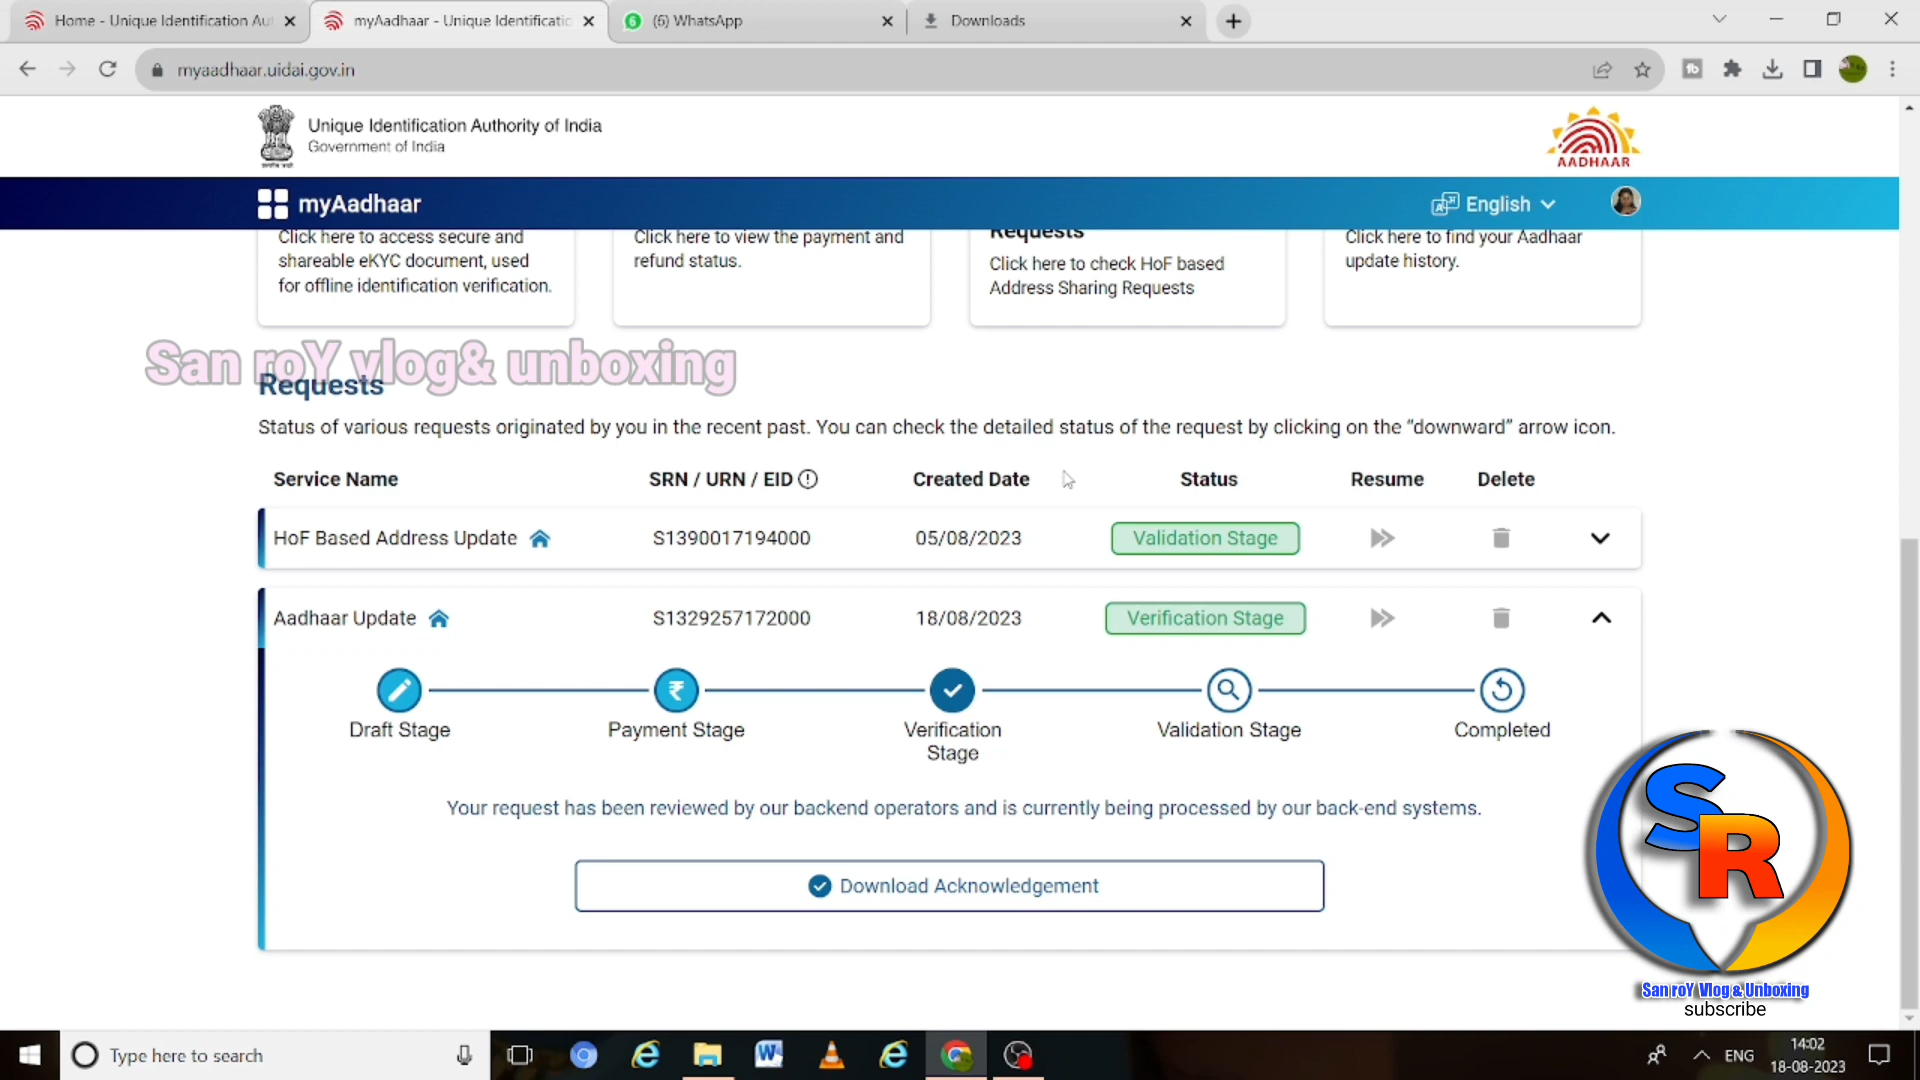 Home - Unique Identification Aut
myAadhaar - Unique Identificatio
(6) WhatsApp
Downloads
myaadhaar.uidai.gov.in
Unique Identification Authority of India
Government of India
AADHAAR
myAadhaar
English
Click here to access secure and
shareable eKYC document, used
for offline identification verification.
Click here to view the payment and
refund status.
Requests
Click here to check HoF based
Address Sharing Requests
Click here to find your Aadhaar
update history.
San roY vlog& unboxing
Requests
Status of various requests originated by you in the recent past. You can check the detailed status of the request by clicking on the “downward” arrow icon.
Service Name SRN / URN / EID Created Date Status Resume Delete
HoF Based Address Update S1390017194000 05/08/2023 Validation Stage
Aadhaar Update S1329257172000 18/08/2023 Verification Stage
Draft Stage
Payment Stage
Verification
Stage
Validation Stage
Completed
Your request has been reviewed by our backend operators and is currently being processed by our back-end systems.
Download Acknowledgement
SR
San roY Vlog & Unboxing
subscribe
Type here to search
ENG
14:02
18-08-2023